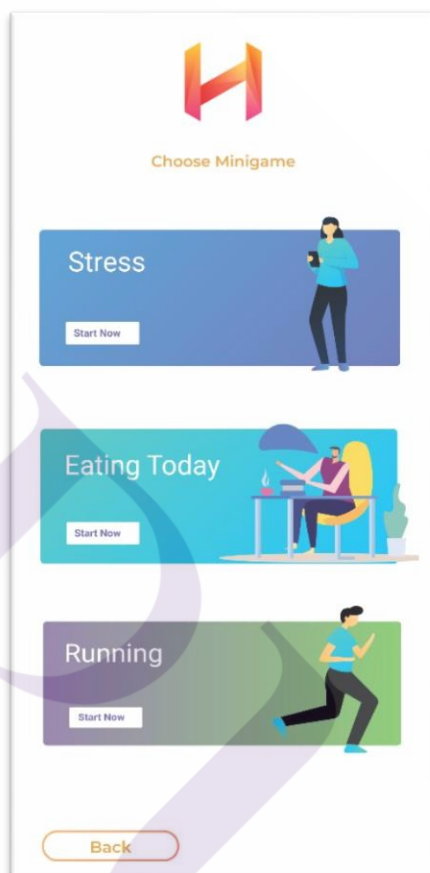 Choose Minigame
Stress
Start Now
Eating Today
Start Now
Running
Start Now
Back